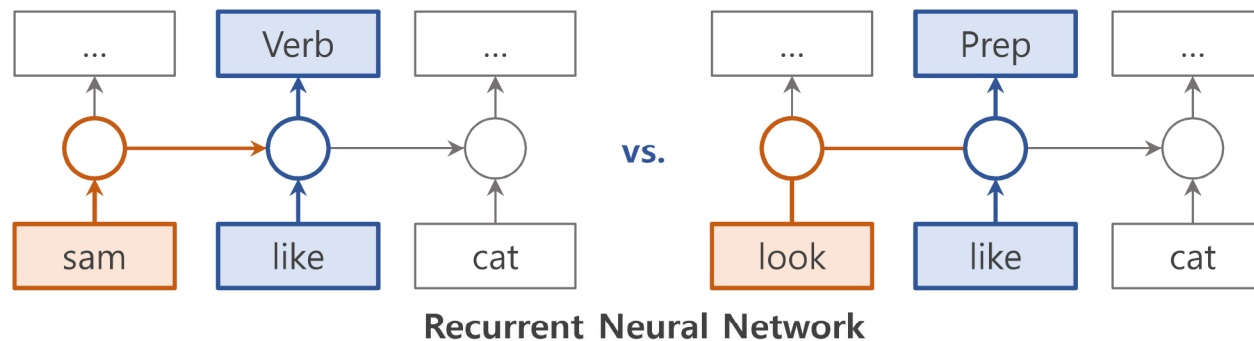 ... Verb ... ... Prep ...
vs.
sam like cat look like cat
Recurrent Neural Network